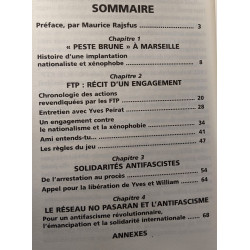 SOMMAIRE
Préface, par Maurice Rajsfus 3
Chapitre 1
« PESTE BRUNE » À MARSEILLE
Histoire d'une implantation
nationaliste et xénophobe 8
Chapitre 2
FTP : RÉCIT D'UN ENGAGEMENT
Chronologie des actions
revendiquées par les FTP 20
Entretien avec Yves Peirat 28
Un engagement contre
le nationalisme et la xénophobie 34
Ami entends-tu... 41
Les règles du jeu 47
Chapitre 3
SOLIDARITÉS ANTIFASCISTES
De l'arrestation au procès 54
Appel pour la libération de Yves et William 64
Chapitre 4
LE RÉSEAU NO PASARAN ET L'ANTIFASCISME
Pour un antifascisme révolutionnaire,
l'émancipation et la solidarité internationale 68
ANNEXES